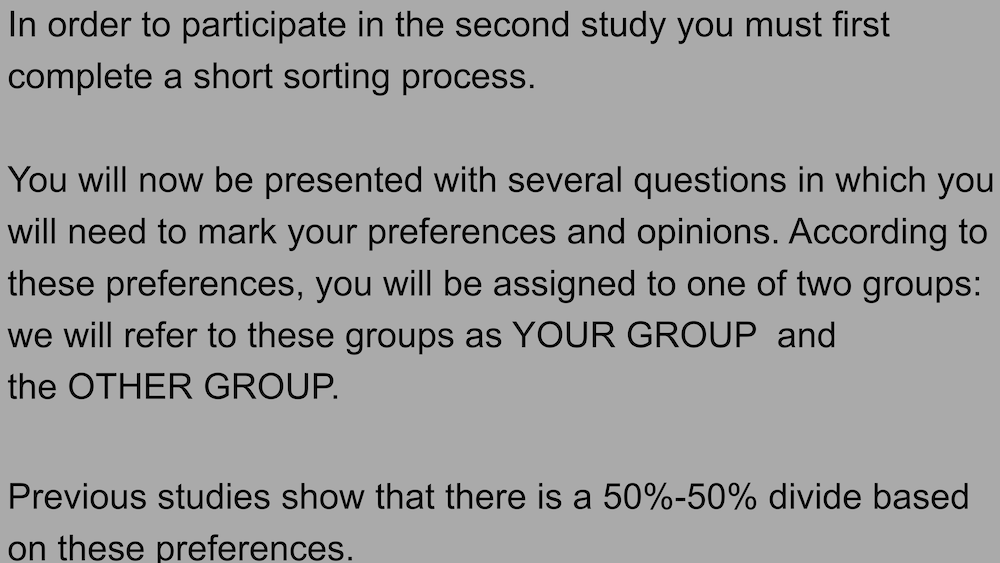 In order to participate in the second study you must first
complete a short sorting process.
You will now be presented with several questions in which you
will need to mark your preferences and opinions. According to
these preferences, you will be assigned to one of two groups:
we will refer to these groups as YOUR GROUP  and
the OTHER GROUP.
Previous studies show that there is a 50%-50% divide based
on these preferences.